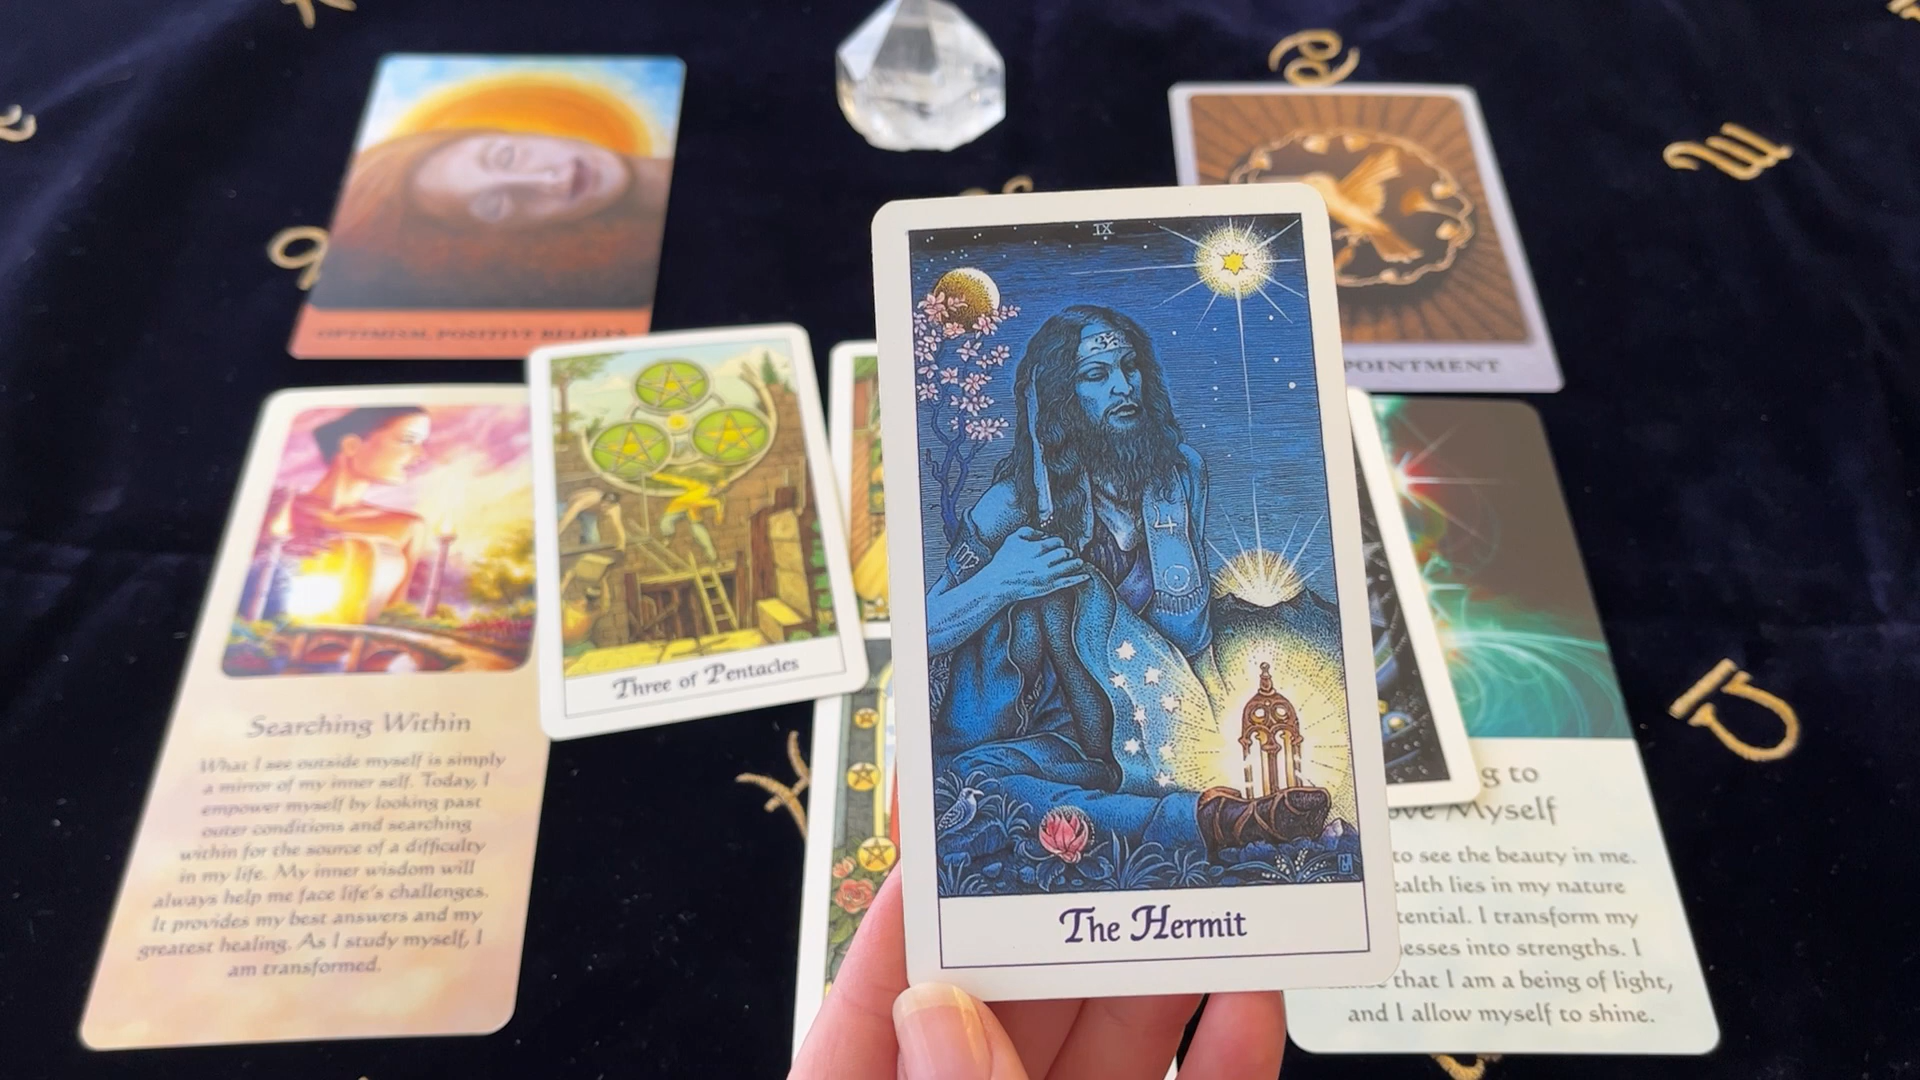 OPTIMISM, POSITIVE BELIEFS
POINTMENT
Three of Pentacles
IX
The Hermit
Searching Within
What I see outside myself is simply
a mirror of my inner self. Today, I
empower myself by looking past
outer conditions and searching
within for the source of a difficulty
in my life. My inner wisdom will
always help me face life's challenges.
It provides my best answers and my
greatest healing. As I study myself, I
am transformed.
g to
ove Myself
to see the beauty in me.
ealth lies in my nature
tential. I transform my
esses into strengths. I
that I am a being of light,
and I allow myself to shine.